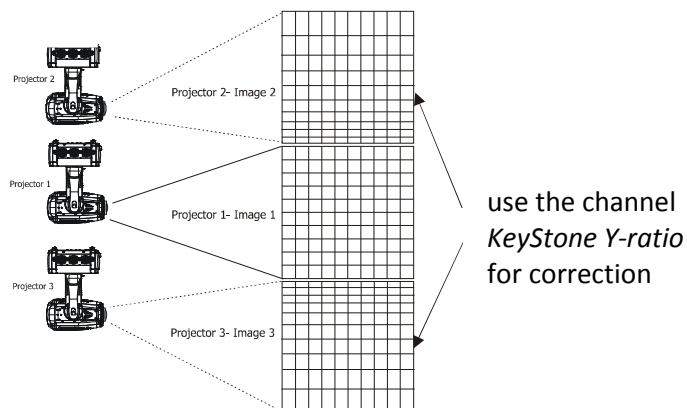 Projector 2
Projector 2- Image 2
Projector 1
Projector 1- Image 1
Projector 3
Projector 3- Image 3
use the channel
KeyStone Y-ratio
for correction